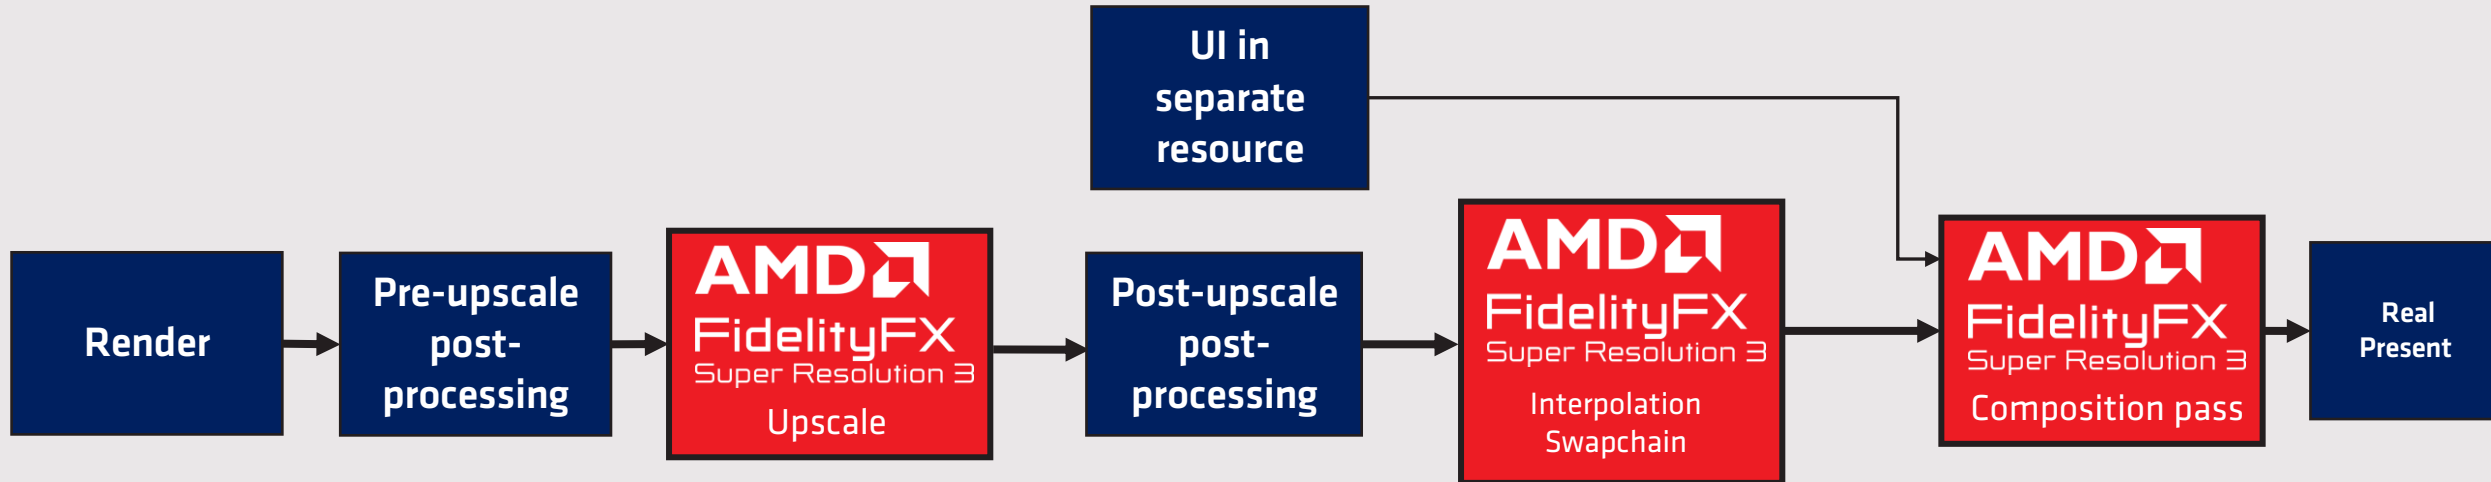 UI in
separate
resource
Render
Pre-upscale
post-
processing
AMD
FidelityFX
Super Resolution 3
Upscale
Post-upscale
post-
processing
AMD
FidelityFX
Super Resolution 3
Interpolation
Swapchain
AMD
FidelityFX
Super Resolution 3
Composition pass
Real
Present